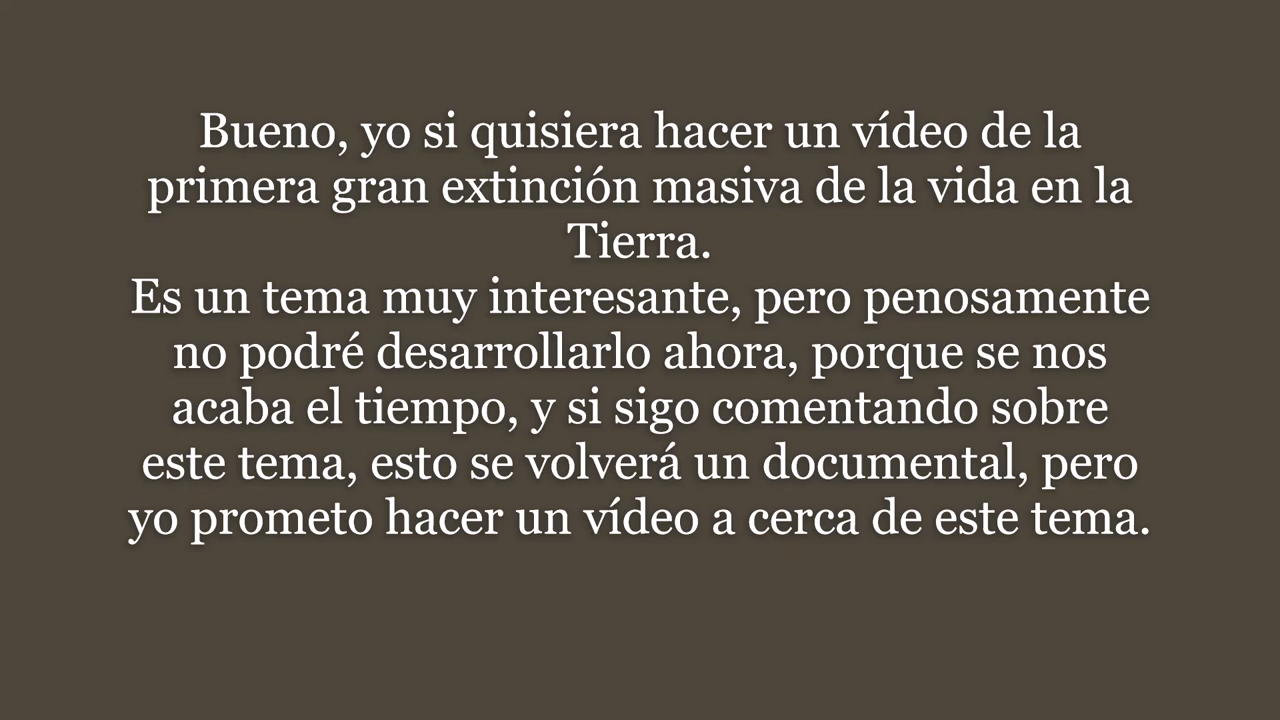 Bueno, yo si quisiera hacer un vídeo de la
primera gran extinción masiva de la vida en la
Tierra.
Es un tema muy interesante, pero penosamente
no podré desarrollarlo ahora, porque se nos
acaba el tiempo, y si sigo comentando sobre
este tema, esto se volverá un documental, pero
yo prometo hacer un vídeo a cerca de este tema.